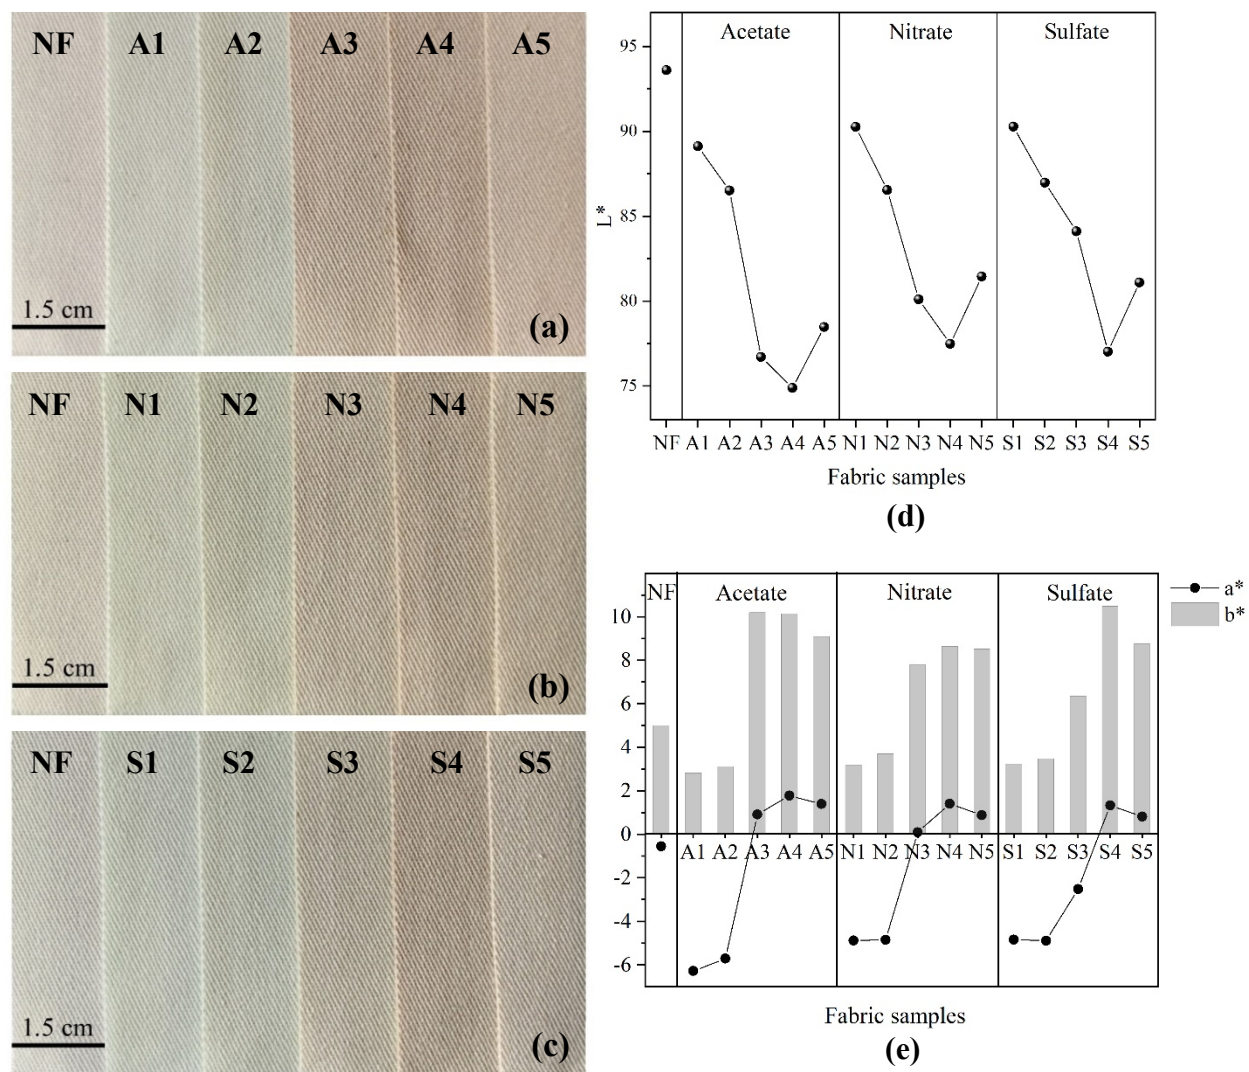 NF A1 A2 A3 A4 A5
1.5 cm
(a)
NF N1 N2 N3 N4 N5
1.5 cm
(b)
NF S1 S2 S3 S4 S5
1.5 cm
(c)
Acetate Nitrate Sulfate
95
90
85
80
75
L*
NF A1 A2 A3 A4 A5 N1 N2 N3 N4 N5 S1 S2 S3 S4 S5
Fabric samples
(d)
NF Acetate Nitrate Sulfate
a*
b*
10
8
6
4
2
0
-2
-4
-6
A1 A2 A3 A4 A5 N1 N2 N3 N4 N5 S1 S2 S3 S4 S5
Fabric samples
(e)